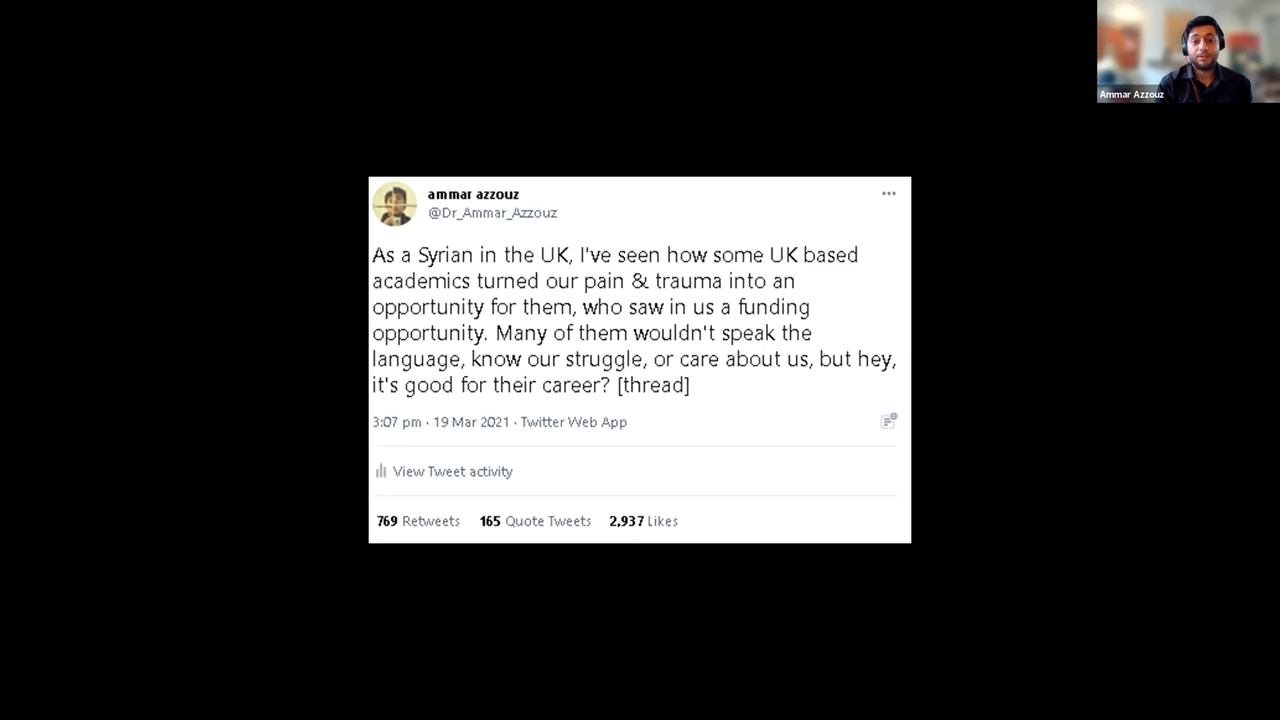 Ammar Azzouz
ammar azzouz
@Dr_Ammar_Azzouz
As a Syrian in the UK, I've seen how some UK based
academics turned our pain & trauma into an
opportunity for them, who saw in us a funding
opportunity. Many of them wouldn't speak the
language, know our struggle, or care about us, but hey,
it's good for their career? [thread]
3:07 pm · 19 Mar 2021 · Twitter Web App
View Tweet activity
769 Retweets 165 Quote Tweets 2,937 Likes